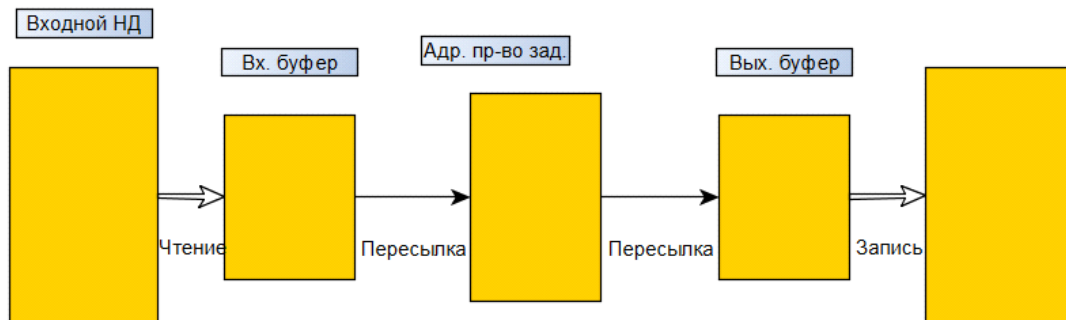 Входной НД
Вх. буфер
Адр. пр-во зад.
Вых. буфер
Чтение
Пересылка
Пересылка
Запись